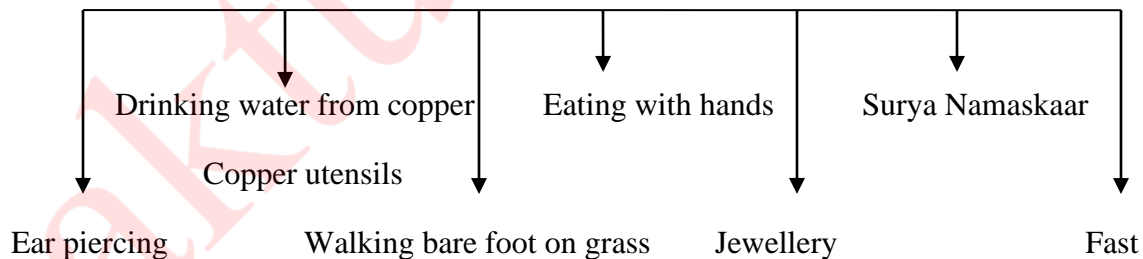 Drinking water from copper Eating with hands Surya Namaskaar
Copper utensils
Ear piercing Walking bare foot on grass Jewellery Fast